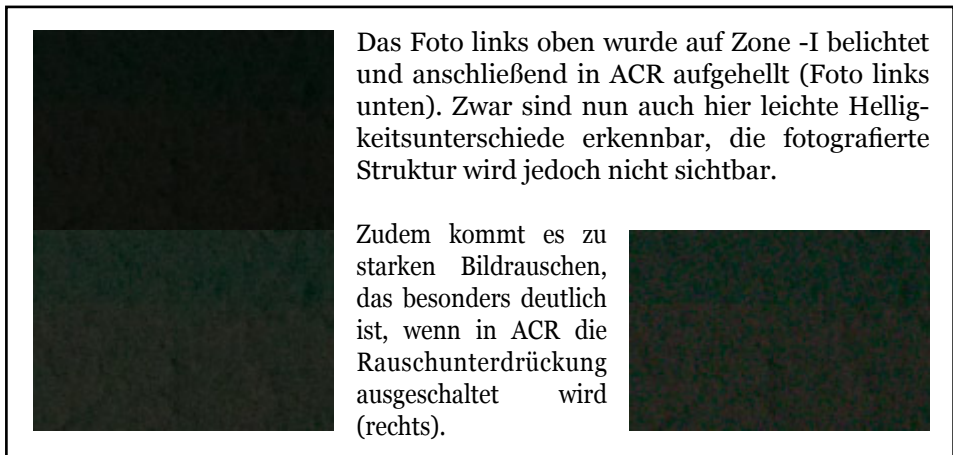 Das Foto links oben wurde auf Zone -I belichtet
und anschließend in ACR aufgehellt (Foto links
unten). Zwar sind nun auch hier leichte Hellig-
keitsunterschiede erkennbar, die fotografierte
Struktur wird jedoch nicht sichtbar.
Zudem kommt es zu
starken Bildrauschen,
das besonders deutlich
ist, wenn in ACR die
Rauschunterdrückung
ausgeschaltet wird
(rechts).